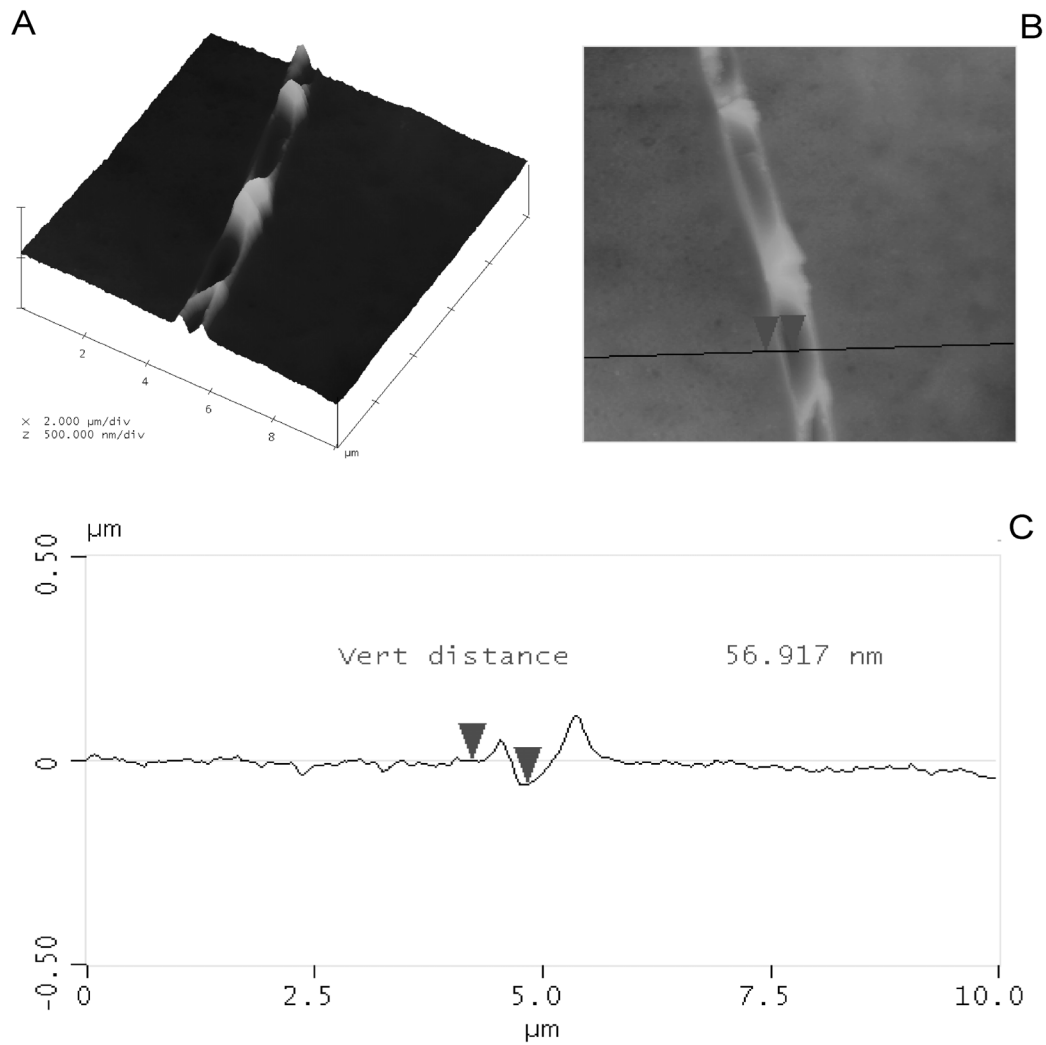 A
B
2
4
6
8
µm
X 2.000 µm/div
Z 500.000 nm/div
C
µm
0.50
Vert distance 56.917 nm
0
-0.50
0 2.5 5.0 7.5 10.0
µm